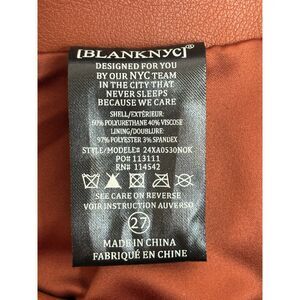 [BLANKNYC]®
DESIGNED FOR YOU
BY OUR NYC TEAM
IN THE CITY THAT
NEVER SLEEPS
BECAUSE WE CARE
SHELL/EXTÉRIEUR:
60% POLYURETHANE 40% VISCOSE
LINING/DOUBLURE:
97% POLYESTER 3% SPANDEX
STYLE/MODELE# 24XA0530NOK
PO# 113111
RN# 114542
SEE CARE ON REVERSE
VOIR INSTRUCTION AUVERSO
27
MADE IN CHINA
FABRIQUÉ EN CHINE